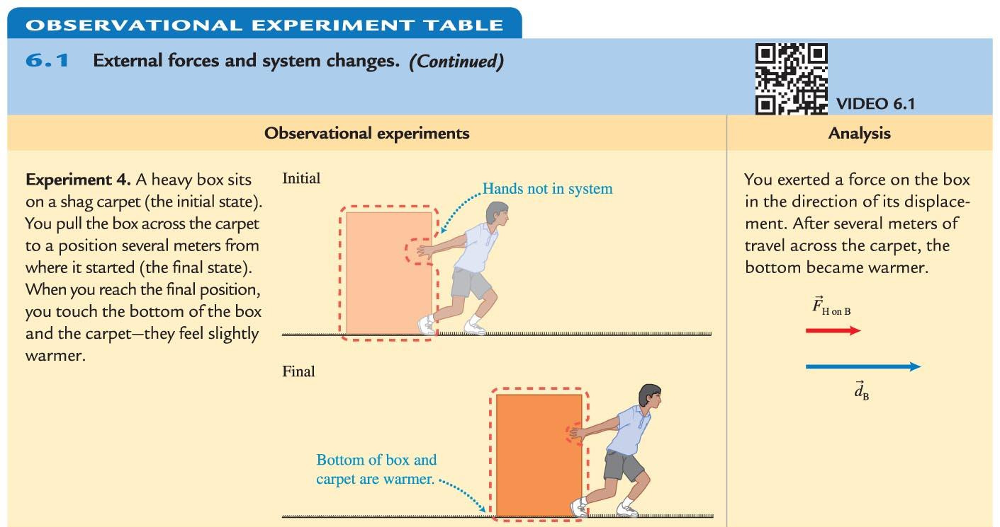 OBSERVATIONAL EXPERIMENT TABLE
6.1 External forces and system changes. (Continued)
VIDEO 6.1
Observational experiments
Analysis
Experiment 4. A heavy box sits
on a shag carpet (the initial state).
You pull the box across the carpet
to a position several meters from
where it started (the final state).
When you reach the final position,
you touch the bottom of the box
and the carpet—they feel slightly
warmer.
Initial
Hands not in system
Final
Bottom of box and
carpet are warmer.
You exerted a force on the box
in the direction of its displace-
ment. After several meters of
travel across the carpet, the
bottom became warmer.
F⃗ H on B
d⃗ B